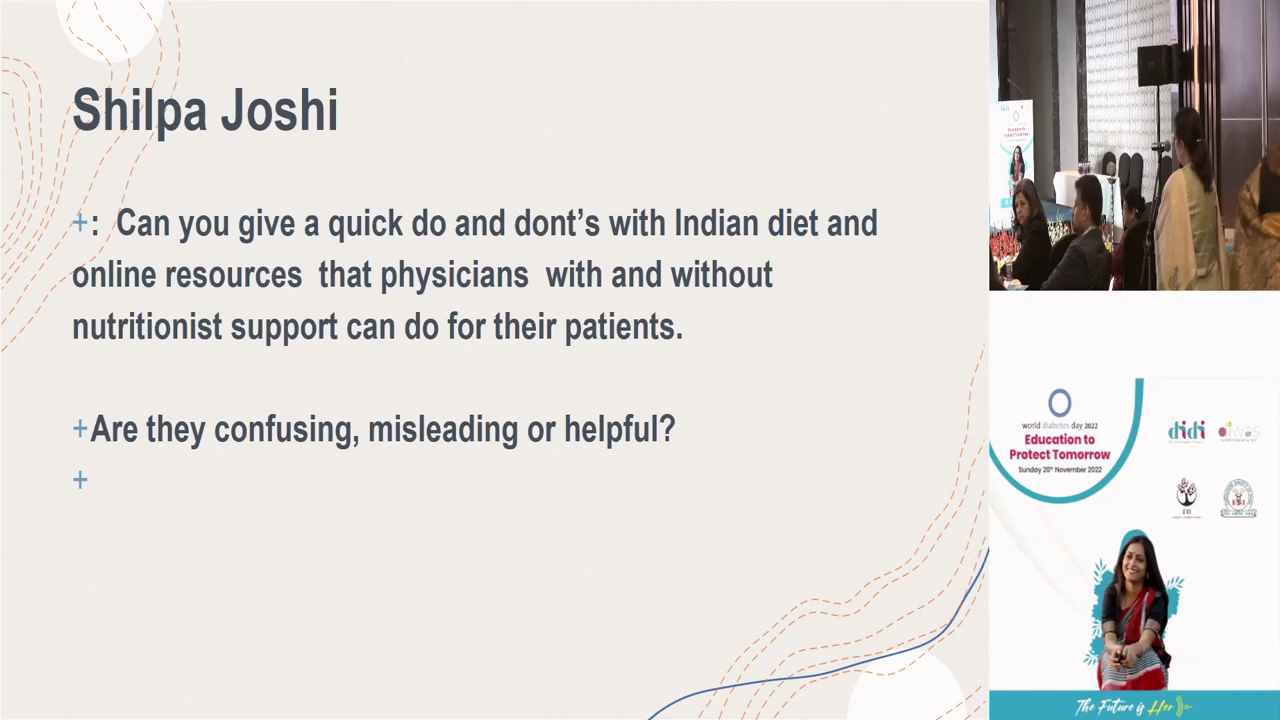 Shilpa Joshi
+: Can you give a quick do and dont’s with Indian diet and
online resources that physicians with and without
nutritionist support can do for their patients.
+Are they confusing, misleading or helpful?
+
world diabetes day 2022
Education to
Protect Tomorrow
Sunday 20th November 2022
didi
The Future is Her